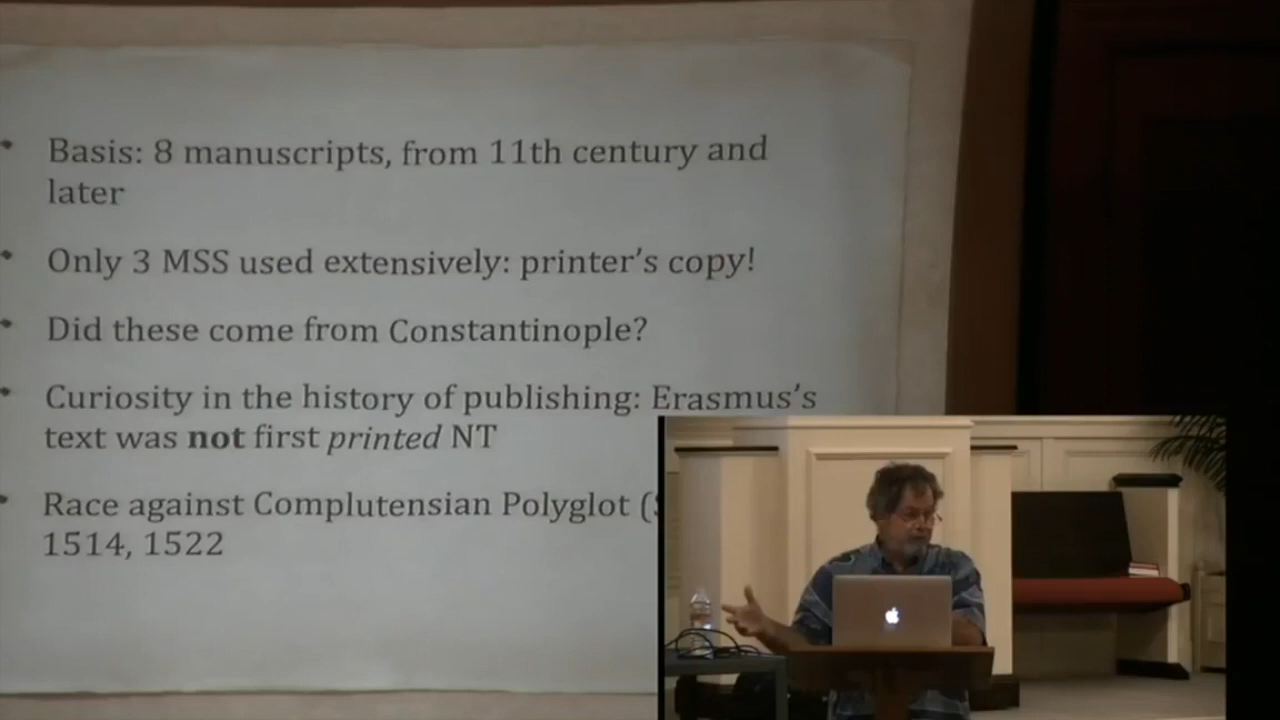 • Basis: 8 manuscripts, from 11th century and
later
• Only 3 MSS used extensively: printer's copy!
• Did these come from Constantinople?
• Curiosity in the history of publishing: Erasmus's
text was not first printed NT
• Race against Complutensian Polyglot (
1514, 1522